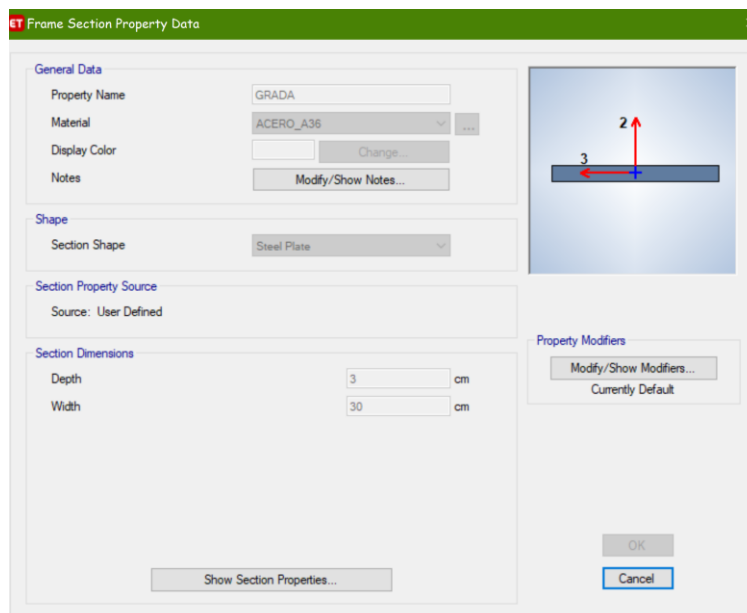 ET Frame Section Property Data
General Data
Property Name GRADA
Material ACERO_A36 ...
Display Color Change...
Notes Modify/Show Notes...
Shape
Section Shape Steel Plate
Section Property Source
Source: User Defined
Section Dimensions
Depth 3 cm
Width 30 cm
Show Section Properties...
2
3
Property Modifiers
Modify/Show Modifiers...
Currently Default
OK
Cancel